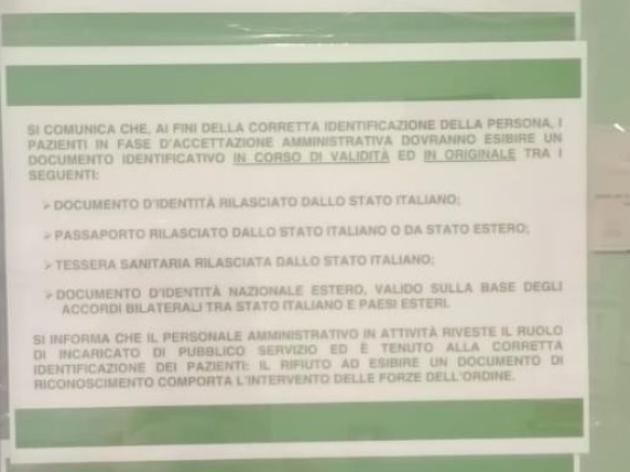 SI COMUNICA CHE, AI FINI DELLA CORRETTA IDENTIFICAZIONE DELLA PERSONA, I
PAZIENTI IN FASE D'ACCETTAZIONE AMMINISTRATIVA DOVRANNO ESIBIRE UN
DOCUMENTO IDENTIFICATIVO IN CORSO DI VALIDITÀ ED IN ORIGINALE TRA I
SEGUENTI:
➢ DOCUMENTO D'IDENTITÀ RILASCIATO DALLO STATO ITALIANO;
➢ PASSAPORTO RILASCIATO DALLO STATO ITALIANO O DA STATO ESTERO;
➢ TESSERA SANITARIA RILASCIATA DALLO STATO ITALIANO;
➢ DOCUMENTO D'IDENTITÀ NAZIONALE ESTERO, VALIDO SULLA BASE DEGLI
ACCORDI BILATERALI TRA STATO ITALIANO E PAESI ESTERI.
SI INFORMA CHE IL PERSONALE AMMINISTRATIVO IN ATTIVITÀ RIVESTE IL RUOLO
DI INCARICATO DI PUBBLICO SERVIZIO ED È TENUTO ALLA CORRETTA
IDENTIFICAZIONE DEI PAZIENTI: IL RIFIUTO AD ESIBIRE UN DOCUMENTO DI
RICONOSCIMENTO COMPORTA L'INTERVENTO DELLE FORZE DELL'ORDINE.